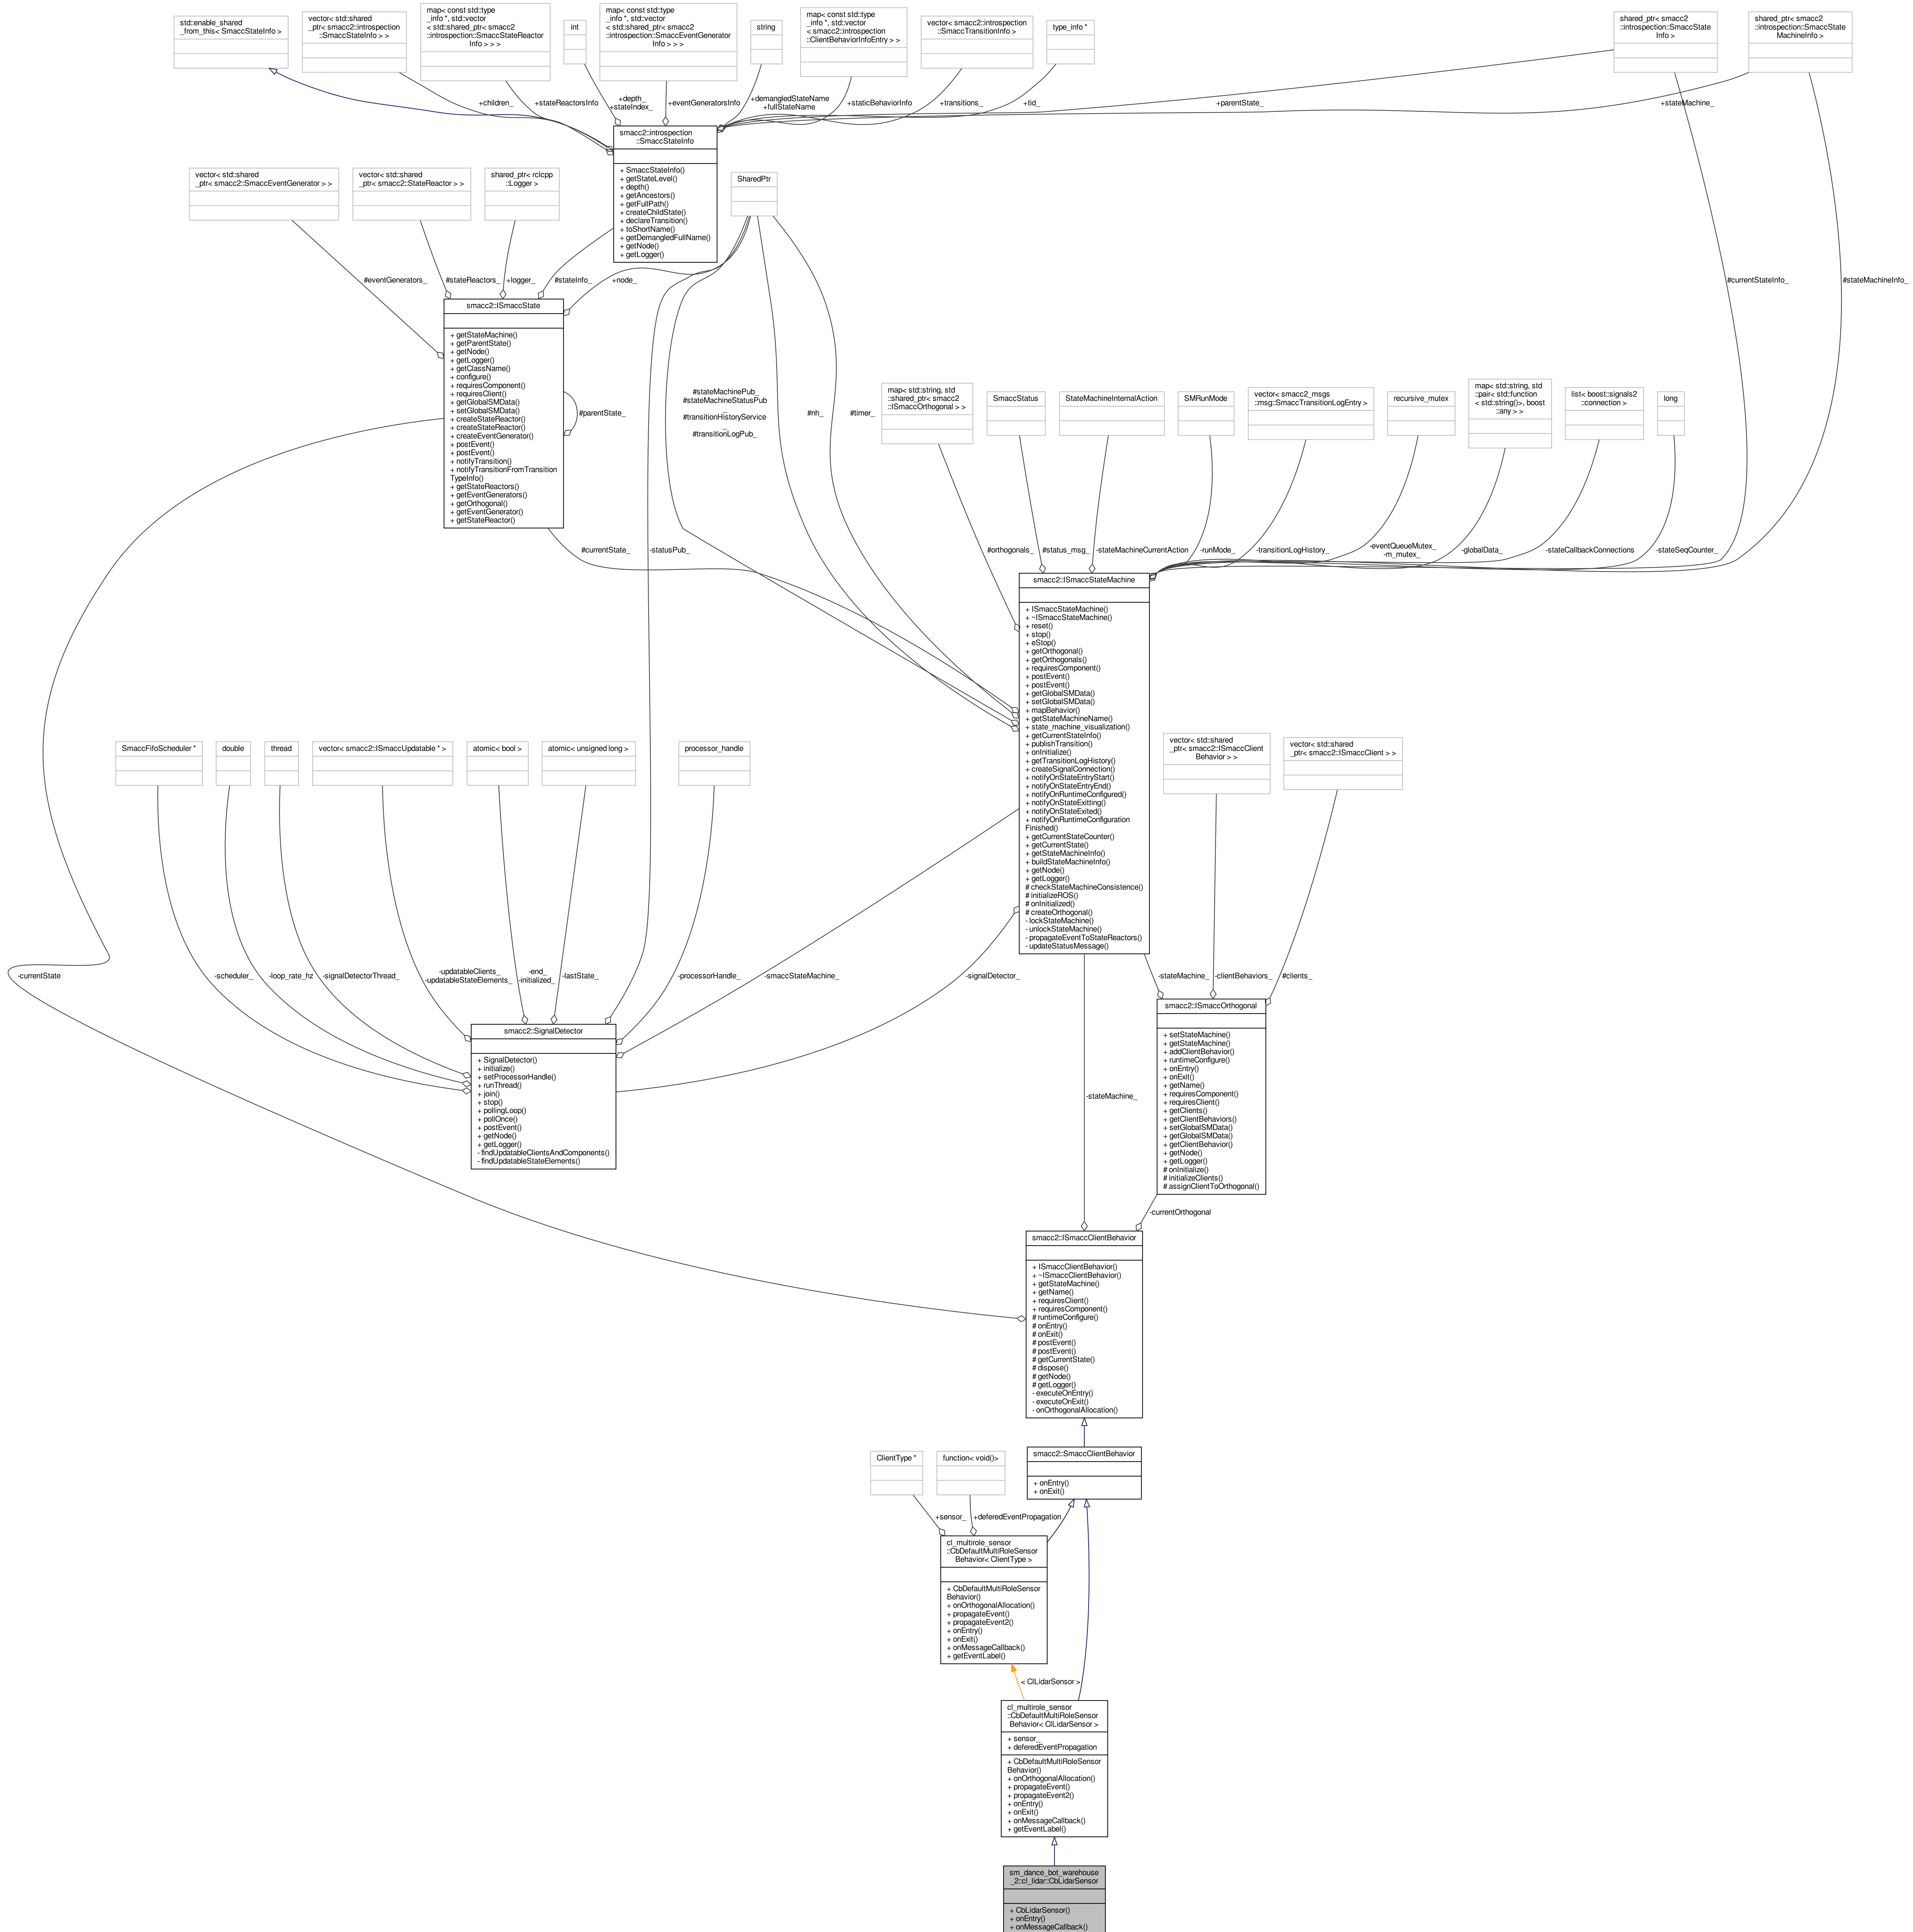 std::enable_shared
_from_this< SmaccStateInfo >
vector< std::shared
_ptr< smacc2::introspection
::SmaccStateInfo > >
map< const std::type
_info *, std::vector
< std::shared_ptr< smacc2
::introspection::SmaccStateReactor
Info > > >
int
map< const std::type
_info *, std::vector
< std::shared_ptr< smacc2
::introspection::SmaccEventGenerator
Info > > >
string
map< const std::type
_info *, std::vector
< smacc2::introspection
::ClientBehaviorInfoEntry > >
vector< smacc2::introspection
::SmaccTransitionInfo >
type_info *
shared_ptr< smacc2
::introspection::SmaccState
Info >
shared_ptr< smacc2
::introspection::SmaccState
MachineInfo >
+children_
+stateReactorsInfo
+depth_
+stateIndex_
+eventGeneratorsInfo
+demangledStateName
+fullStateName
+staticBehaviorInfo
+transitions_
+tid_
+parentState_
+stateMachine_
smacc2::introspection
::SmaccStateInfo
+ SmaccStateInfo()
+ getStateLevel()
+ depth()
+ getAncestors()
+ getFullPath()
+ createChildState()
+ declareTransition()
+ toShortName()
+ getDemangledFullName()
+ getNode()
+ getLogger()
vector< std::shared
_ptr< smacc2::SmaccEventGenerator > >
vector< std::shared
_ptr< smacc2::StateReactor > >
shared_ptr< rclcpp
::Logger >
SharedPtr
#eventGenerators_
#stateReactors_
+logger_
#stateInfo_
+node_
#currentStateInfo_
#stateMachineInfo_
smacc2::ISmaccState
+ getStateMachine()
+ getParentState()
+ getNode()
+ getLogger()
+ getClassName()
+ configure()
+ requiresComponent()
+ requiresClient()
+ getGlobalSMData()
+ setGlobalSMData()
+ createStateReactor()
+ createStateReactor()
+ createEventGenerator()
+ postEvent()
+ postEvent()
+ notifyTransition()
+ notifyTransitionFromTransition
TypeInfo()
+ getStateReactors()
+ getEventGenerators()
+ getOrthogonal()
+ getEventGenerator()
+ getStateReactor()
#parentState_
#stateMachinePub_
#stateMachineStatusPub
_
#transitionHistoryService
_
#transitionLogPub_
#nh_
#timer_
map< std::string, std
::shared_ptr< smacc2
::ISmaccOrthogonal > >
SmaccStatus
StateMachineInternalAction
SMRunMode
vector< smacc2_msgs
::msg::SmaccTransitionLogEntry >
recursive_mutex
map< std::string, std
::pair< std::function
< std::string()>, boost
::any > >
list< boost::signals2
::connection >
long
#currentState_
-statusPub_
#orthogonals_
#status_msg_
-stateMachineCurrentAction
-runMode_
-transitionLogHistory_
-eventQueueMutex_
-m_mutex_
-globalData_
-stateCallbackConnections
-stateSeqCounter_
smacc2::ISmaccStateMachine
+ ISmaccStateMachine()
+ ~ISmaccStateMachine()
+ reset()
+ stop()
+ eStop()
+ getOrthogonal()
+ getOrthogonals()
+ requiresComponent()
+ postEvent()
+ postEvent()
+ getGlobalSMData()
+ setGlobalSMData()
+ mapBehavior()
+ getStateMachineName()
+ state_machine_visualization()
+ getCurrentStateInfo()
+ publishTransition()
+ onInitialize()
+ getTransitionLogHistory()
+ createSignalConnection()
+ notifyOnStateEntryStart()
+ notifyOnStateEntryEnd()
+ notifyOnRuntimeConfigured()
+ notifyOnStateExitting()
+ notifyOnStateExited()
+ notifyOnRuntimeConfiguration
Finished()
+ getCurrentStateCounter()
+ getCurrentState()
+ getStateMachineInfo()
+ buildStateMachineInfo()
+ getNode()
+ getLogger()
# checkStateMachineConsistence()
# initializeROS()
# onInitialized()
# createOrthogonal()
- lockStateMachine()
- unlockStateMachine()
- propagateEventToStateReactors()
- updateStatusMessage()
SmaccFifoScheduler *
double
thread
vector< smacc2::ISmaccUpdatable * >
atomic< bool >
atomic< unsigned long >
processor_handle
vector< std::shared
_ptr< smacc2::ISmaccClient
Behavior > >
vector< std::shared
_ptr< smacc2::ISmaccClient > >
-currentState
-scheduler_
-loop_rate_hz
-signalDetectorThread_
-updatableClients_
-updatableStateElements_
-end_
-initialized_
-lastState_
-processorHandle_
-smaccStateMachine_
-signalDetector_
-stateMachine_
-clientBehaviors_
#clients_
smacc2::SignalDetector
+ SignalDetector()
+ initialize()
+ setProcessorHandle()
+ runThread()
+ join()
+ stop()
+ pollingLoop()
+ pollOnce()
+ postEvent()
+ getNode()
+ getLogger()
- findUpdatableClientsAndComponents()
- findUpdatableStateElements()
smacc2::ISmaccOrthogonal
+ setStateMachine()
+ getStateMachine()
+ addClientBehavior()
+ runtimeConfigure()
+ onEntry()
+ onExit()
+ getName()
+ requiresComponent()
+ requiresClient()
+ getClients()
+ getClientBehaviors()
+ setGlobalSMData()
+ getGlobalSMData()
+ getClientBehavior()
+ getNode()
+ getLogger()
# onInitialize()
# initializeClients()
# assignClientToOrthogonal()
-stateMachine_
-currentOrthogonal
smacc2::ISmaccClientBehavior
+ ISmaccClientBehavior()
+ ~ISmaccClientBehavior()
+ getStateMachine()
+ getName()
+ requiresClient()
+ requiresComponent()
# runtimeConfigure()
# onEntry()
# onExit()
# postEvent()
# postEvent()
# getCurrentState()
# dispose()
# getNode()
# getLogger()
- executeOnEntry()
- executeOnExit()
- onOrthogonalAllocation()
ClientType *
function< void()>
smacc2::SmaccClientBehavior
+ onEntry()
+ onExit()
+sensor_
+deferedEventPropagation
cl_multirole_sensor
::CbDefaultMultiRoleSensor
Behavior< ClientType >
+ CbDefaultMultiRoleSensor
Behavior()
+ onOrthogonalAllocation()
+ propagateEvent()
+ propagateEvent2()
+ onEntry()
+ onExit()
+ onMessageCallback()
+ getEventLabel()
< ClLidarSensor >
cl_multirole_sensor
::CbDefaultMultiRoleSensor
Behavior< ClLidarSensor >
+ sensor_
+ deferedEventPropagation
+ CbDefaultMultiRoleSensor
Behavior()
+ onOrthogonalAllocation()
+ propagateEvent()
+ propagateEvent2()
+ onEntry()
+ onExit()
+ onMessageCallback()
+ getEventLabel()
sm_dance_bot_warehouse
_2::cl_lidar::CbLidarSensor
+ CbLidarSensor()
+ onEntry()
+ onMessageCallback()